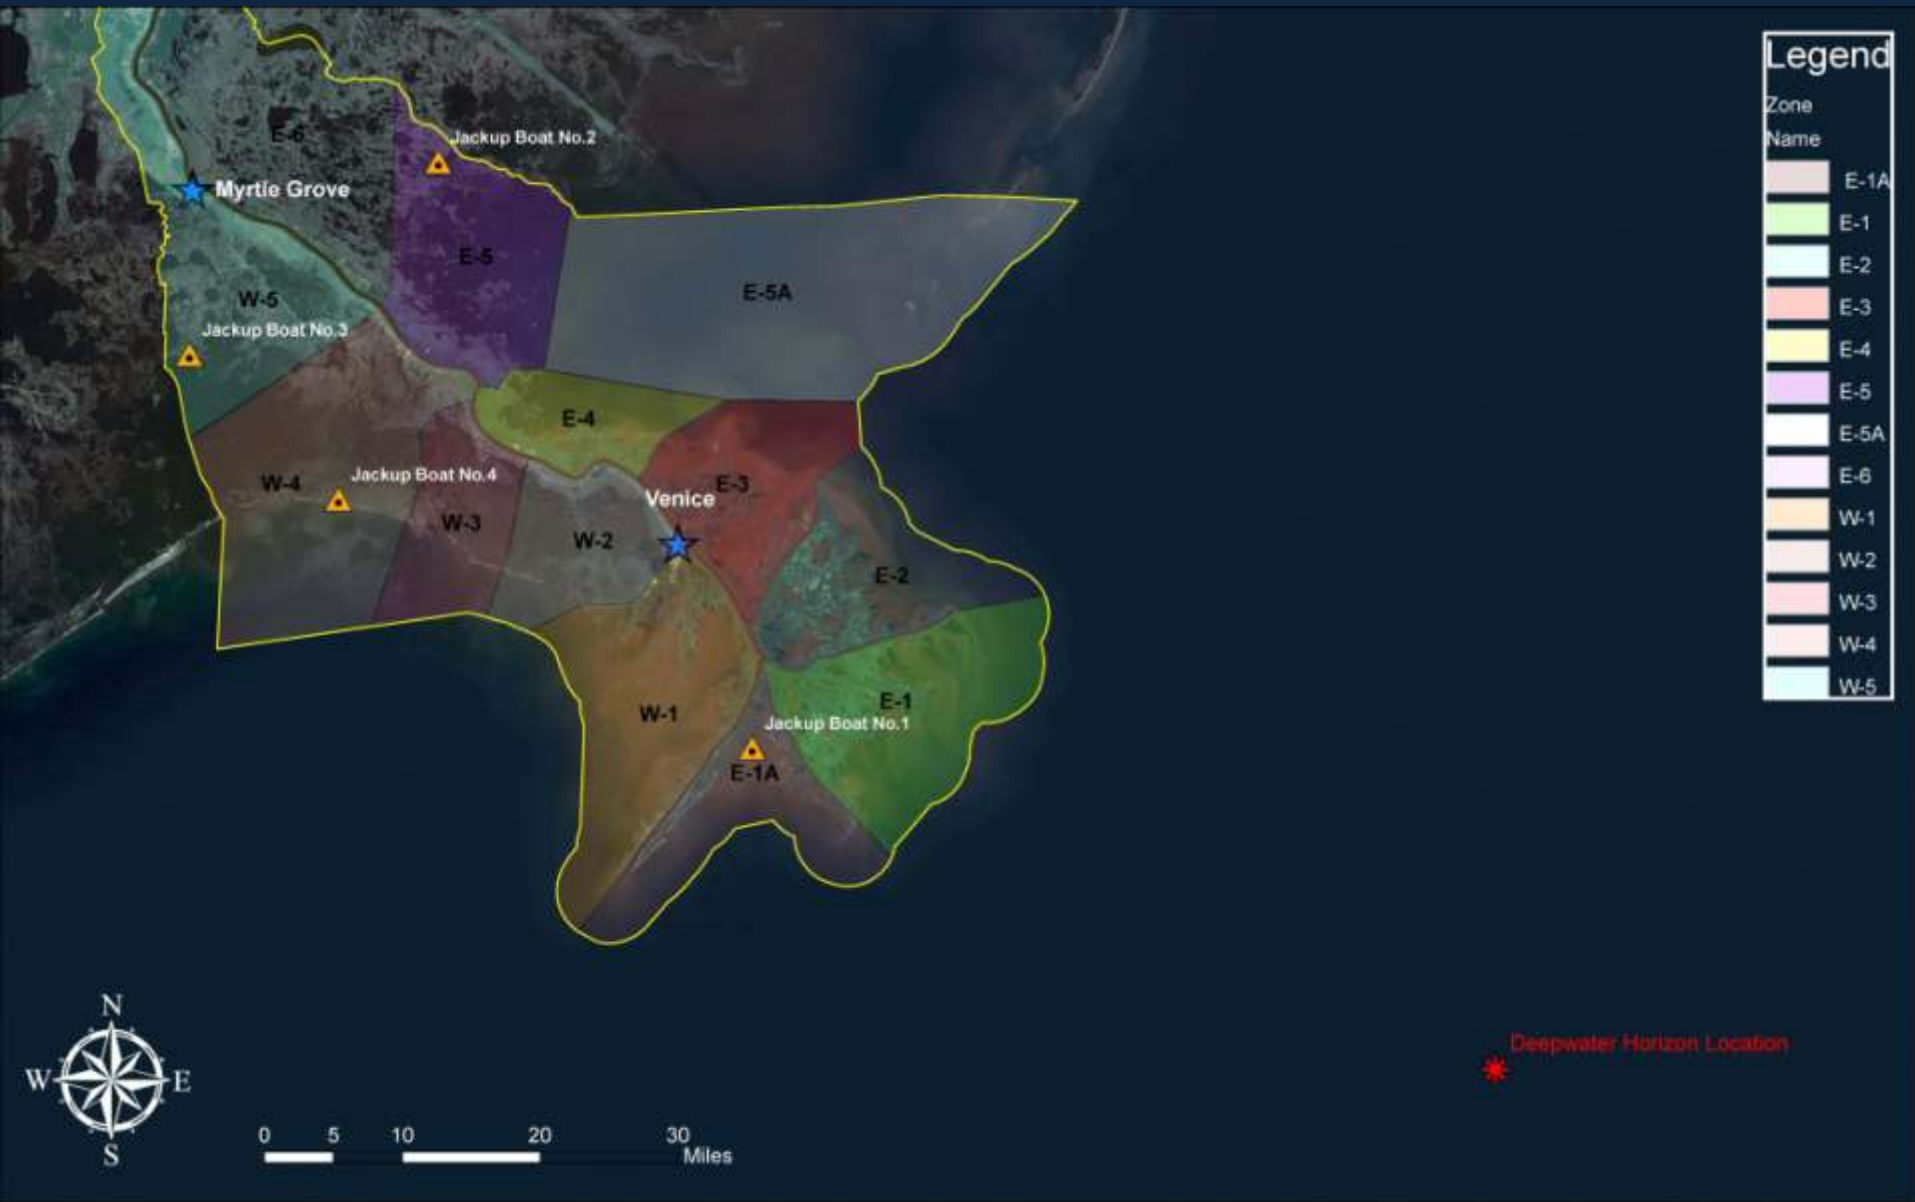 Legend
Zone
Name
E-1A
E-1
E-2
E-3
E-4
E-5
E-5A
E-6
W-1
W-2
W-3
W-4
W-5
E-6
Jackup Boat No.2
Myrtle Grove
E-5
E-5A
W-5
Jackup Boat No.3
E-4
Jackup Boat No.4
W-4
E-3
Venice
W-3
W-2
E-2
E-1
W-1
Jackup Boat No.1
E-1A
Deepwater Horizon Location
N
W E
S
0 5 10 20 30
Miles